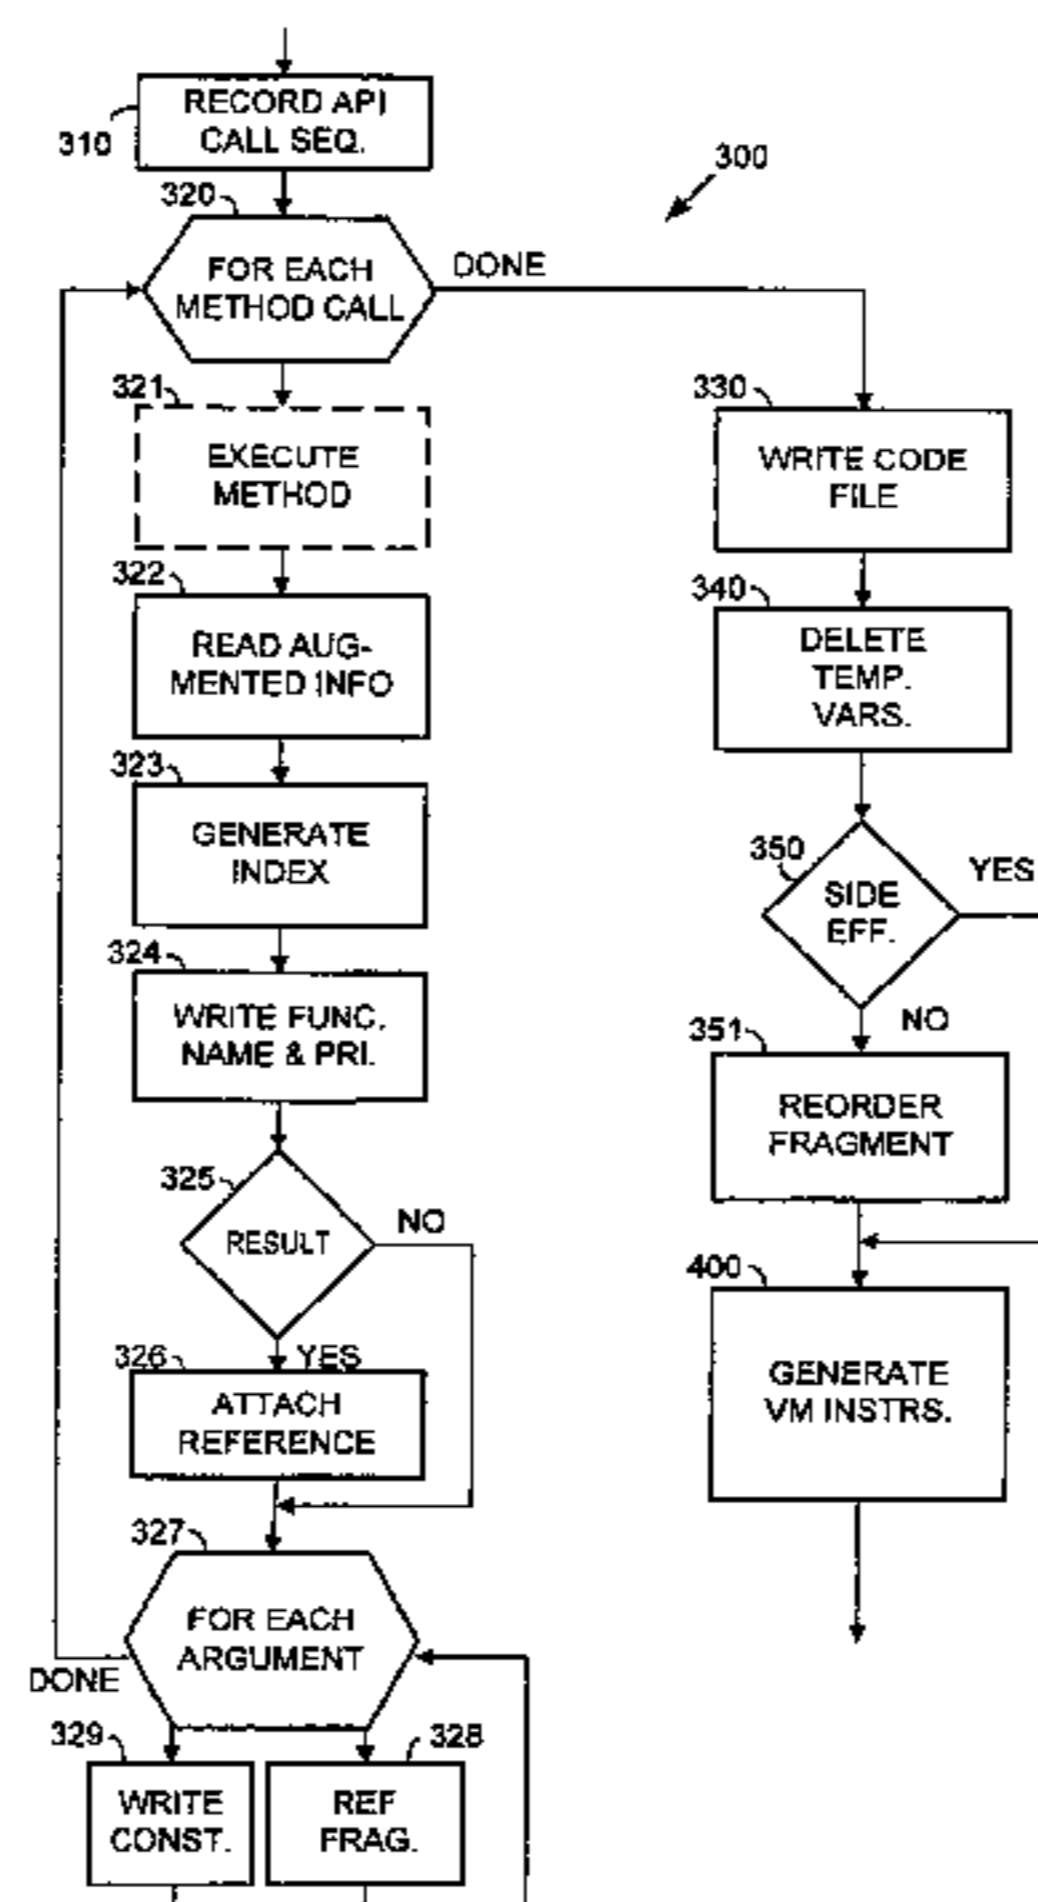 RECORD API
CALL SEQ.
310
300
320
FOR EACH
METHOD CALL
DONE
321
EXECUTE
METHOD
322
READ AUG-
MENTED INFO
323
GENERATE
INDEX
324
WRITE FUNC.
NAME & PRI.
325
RESULT
NO
326
YES
ATTACH
REFERENCE
327
FOR EACH
ARGUMENT
DONE
329
WRITE
CONST.
328
REF
FRAG.
330
WRITE CODE
FILE
340
DELETE
TEMP.
VARS.
350
SIDE
EFF.
YES
NO
351
REORDER
FRAGMENT
400
GENERATE
VM INSTRS.